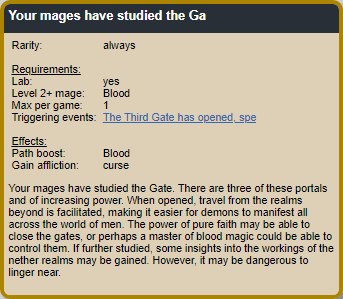 Your mages have studied the Ga
Rarity: always
Requirements:
Lab: yes
Level 2+ mage: Blood
Max per game: 1
Triggering events: The Third Gate has opened, spe
Effects:
Path boost: Blood
Gain affliction: curse
Your mages have studied the Gate. There are three of these portals
and of increasing power. When opened, travel from the realms
beyond is facilitated, making it easier for demons to manifest all
across the world of men. The power of pure faith may be able to
close the gates, or perhaps a master of blood magic could be able to
control them. If further studied, some insights into the workings of the
nether realms may be gained. However, it may be dangerous to
linger near.